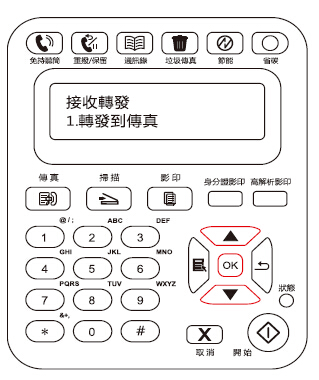 免持聽筒 重撥/保留 通訊錄 垃圾傳真 節能 省碳
接收轉發
1.轉發到傳真
傳真 掃描 影印 身分證影印 高解析影印
@/: ABC DEF
1 2 3
GHI JKL MNO
4 5 6
OK
PQRS TUV WXYZ
7 8 9
狀態
&+,
* 0 #
X
取消 開始